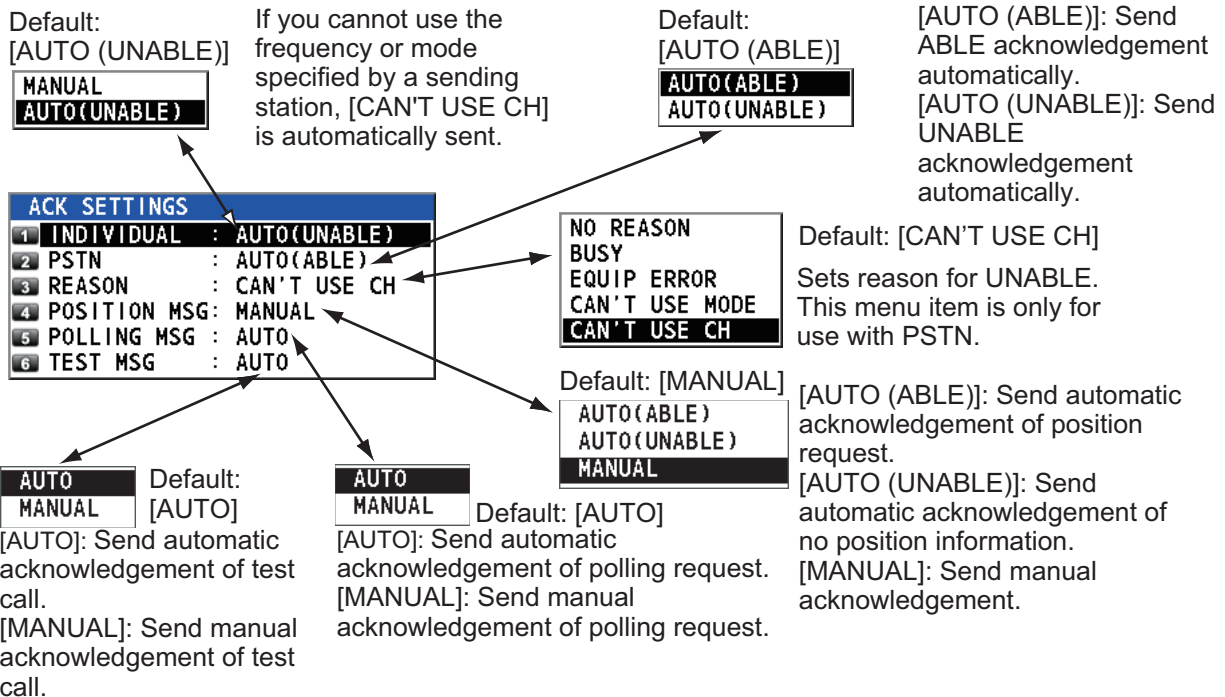 Default:
[AUTO (UNABLE)]
MANUAL
AUTO(UNABLE)
If you cannot use the
frequency or mode
specified by a sending
station, [CAN'T USE CH]
is automatically sent.
Default:
[AUTO (ABLE)]
AUTO(ABLE)
AUTO(UNABLE)
[AUTO (ABLE)]: Send
ABLE acknowledgement
automatically.
[AUTO (UNABLE)]: Send
UNABLE
acknowledgement
automatically.
ACK SETTINGS
1 INDIVIDUAL : AUTO(UNABLE)
2 PSTN : AUTO(ABLE)
3 REASON : CAN'T USE CH
4 POSITION MSG: MANUAL
5 POLLING MSG : AUTO
6 TEST MSG : AUTO
NO REASON
BUSY
EQUIP ERROR
CAN'T USE MODE
CAN'T USE CH
Default: [CAN’T USE CH]
Sets reason for UNABLE.
This menu item is only for
use with PSTN.
Default: [MANUAL]
AUTO(ABLE)
AUTO(UNABLE)
MANUAL
[AUTO (ABLE)]: Send automatic
acknowledgement of position
request.
[AUTO (UNABLE)]: Send
automatic acknowledgement of
no position information.
[MANUAL]: Send manual
acknowledgement.
AUTO
MANUAL
Default:
[AUTO]
[AUTO]: Send automatic
acknowledgement of test
call.
[MANUAL]: Send manual
acknowledgement of test
call.
AUTO
MANUAL
Default: [AUTO]
[AUTO]: Send automatic
acknowledgement of polling request.
[MANUAL]: Send manual
acknowledgement of polling request.